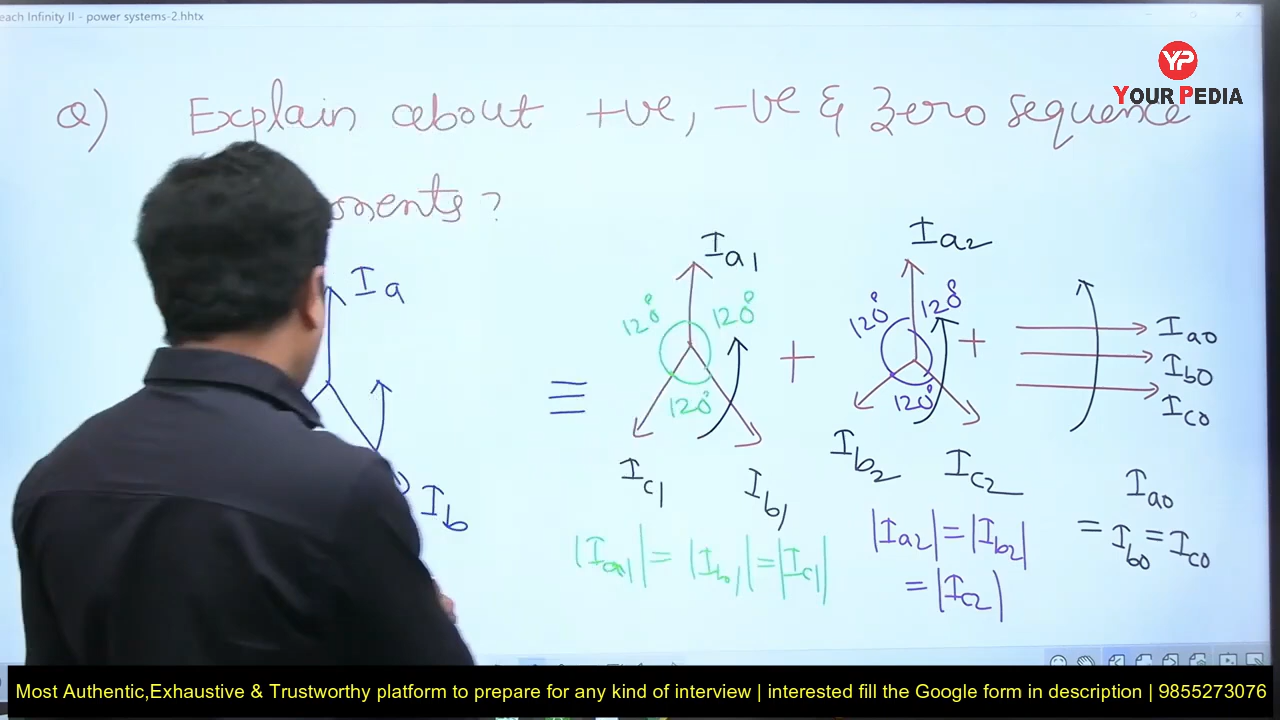 each Infinity II - power systems-2.hhtx
YP
YOUR PEDIA
Q) Explain about +ve, -ve & Zero sequence
onents ?
Ia
Ib
≡
Ia1
120° 120°
120°
Ic1
Ib1
|Ia1| = |Ib1| = |Ic1|
+
Ia2
120° 120°
120°
Ib2
Ic2
|Ia2| = |Ib2|
= |Ic2|
+
Ia0
Ib0
Ic0
Ia0
= Ib0 = Ic0
Most Authentic,Exhaustive & Trustworthy platform to prepare for any kind of interview | interested fill the Google form in description | 9855273076